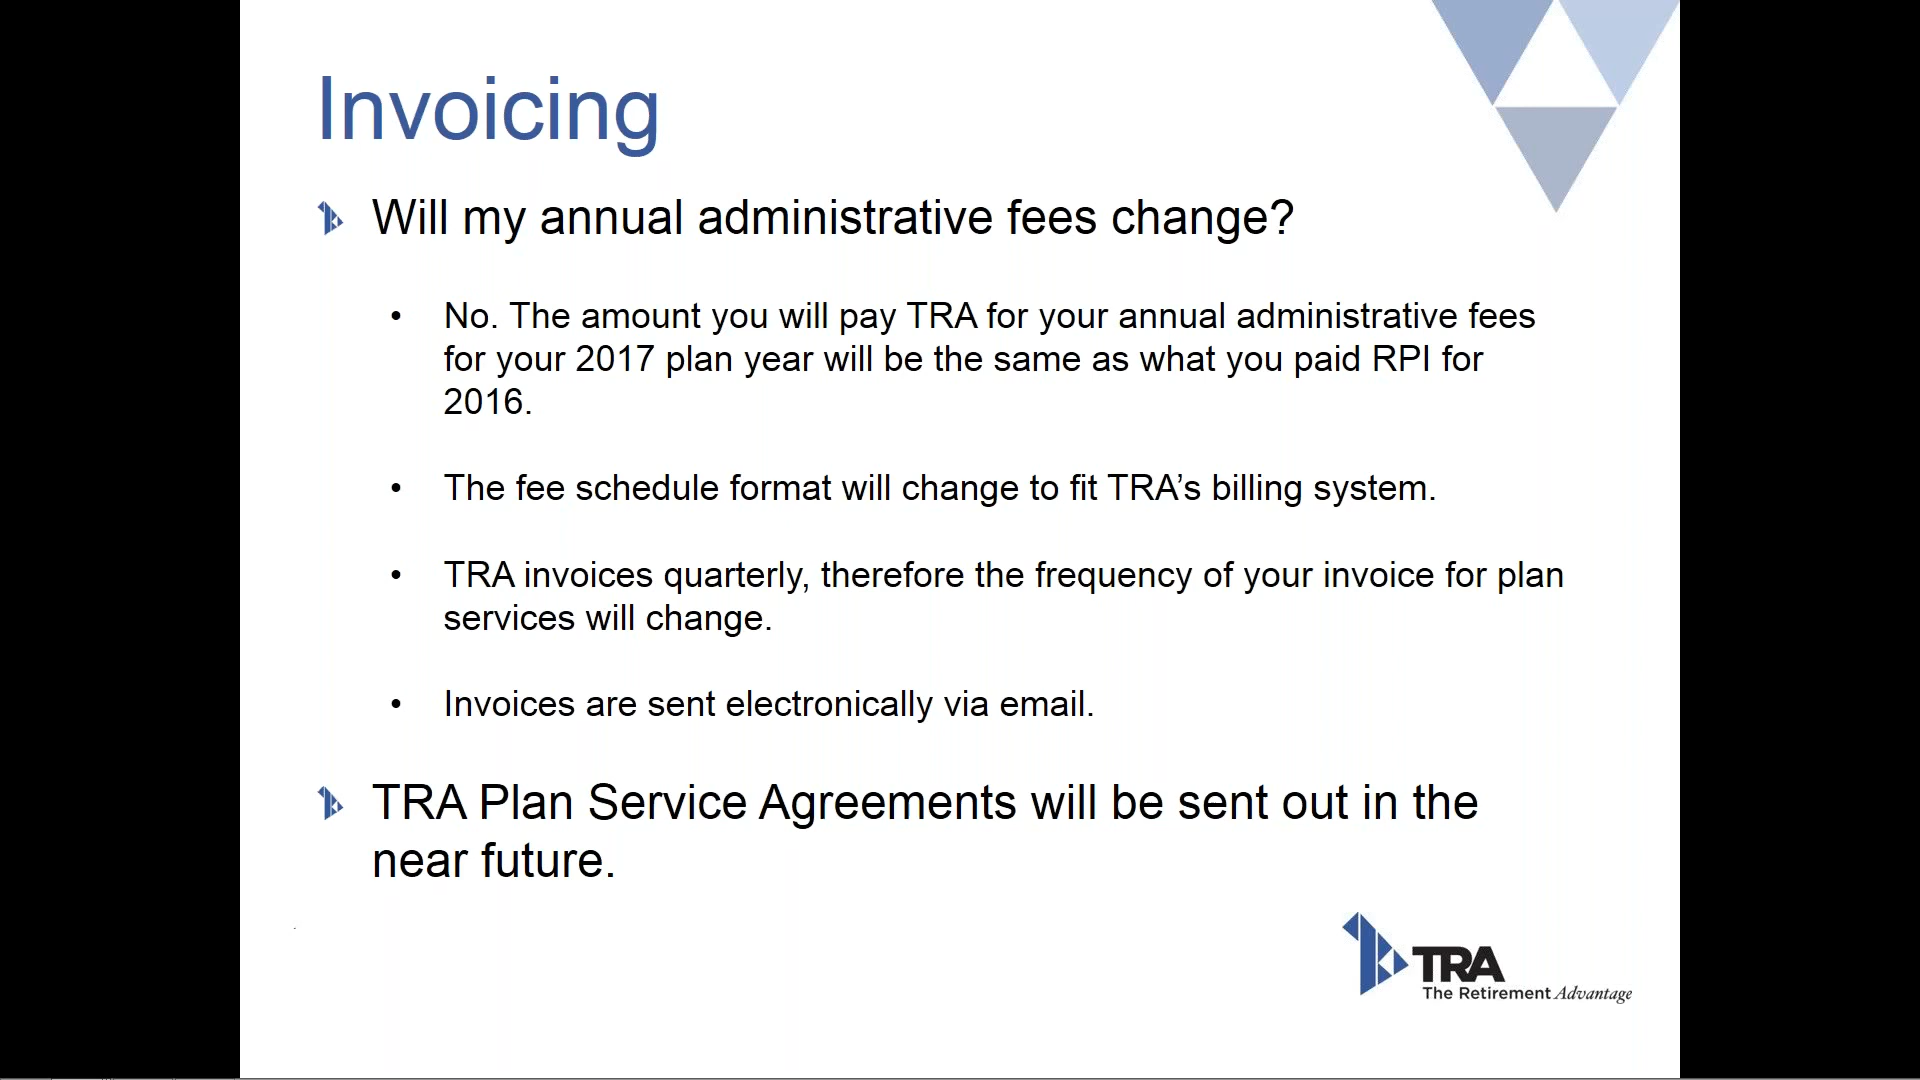 Invoicing
Will my annual administrative fees change?
• No. The amount you will pay TRA for your annual administrative fees
for your 2017 plan year will be the same as what you paid RPI for
2016.
• The fee schedule format will change to fit TRA’s billing system.
• TRA invoices quarterly, therefore the frequency of your invoice for plan
services will change.
• Invoices are sent electronically via email.
TRA Plan Service Agreements will be sent out in the
near future.
TRA
The Retirement Advantage